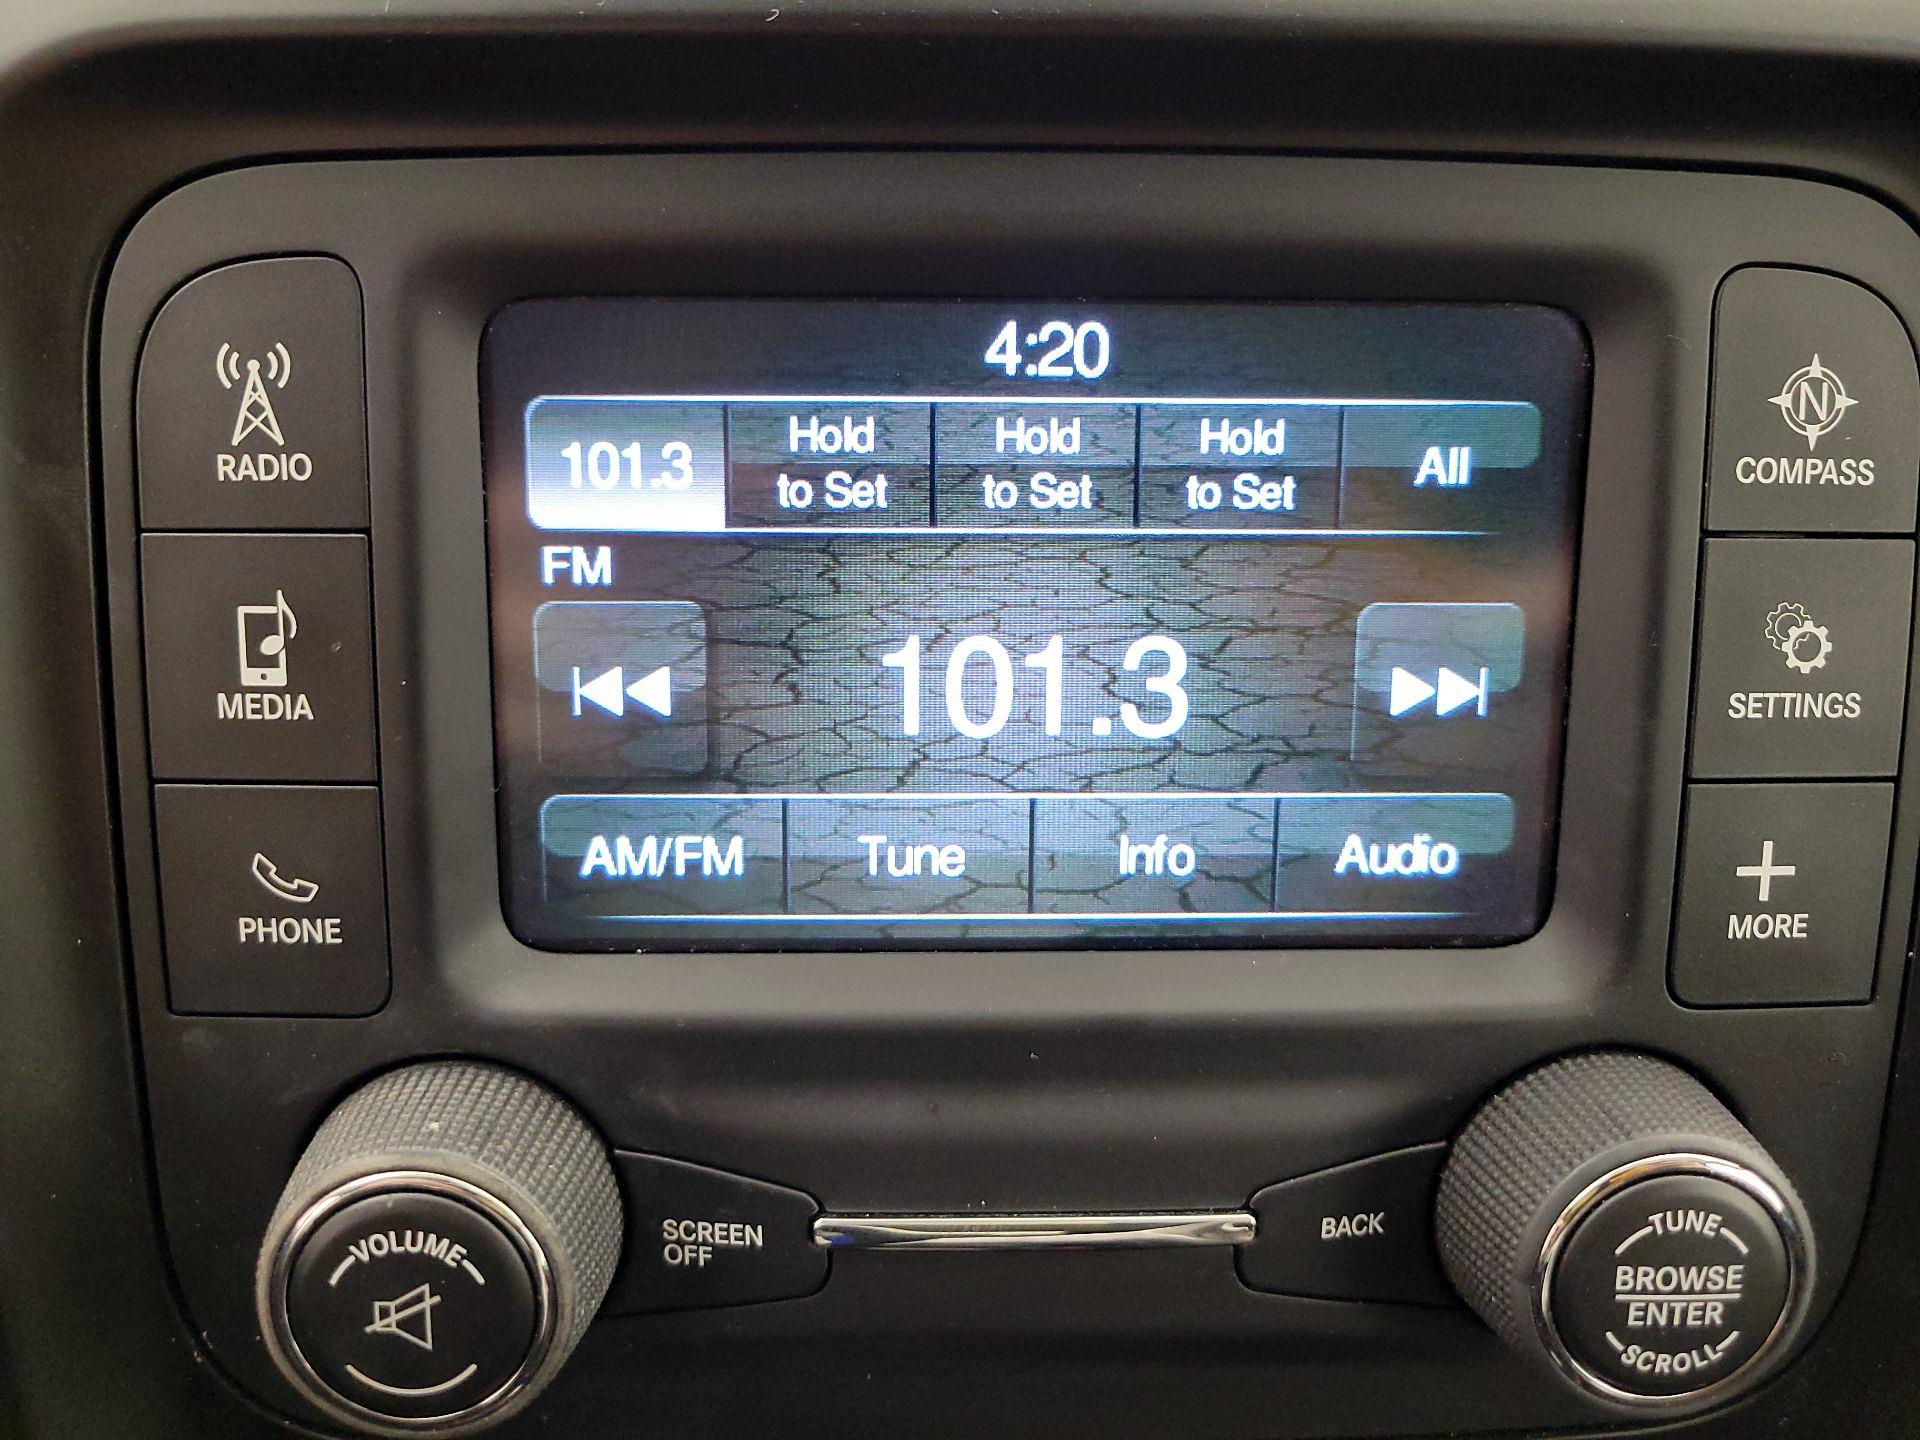 4:20
101.3
Hold
to Set
Hold
to Set
Hold
to Set
All
FM
101.3
AM/FM
Tune
Info
Audio
RADIO
MEDIA
PHONE
N
COMPASS
SETTINGS
MORE
VOLUME
SCREEN
OFF
BACK
TUNE
BROWSE
ENTER
SCROLL